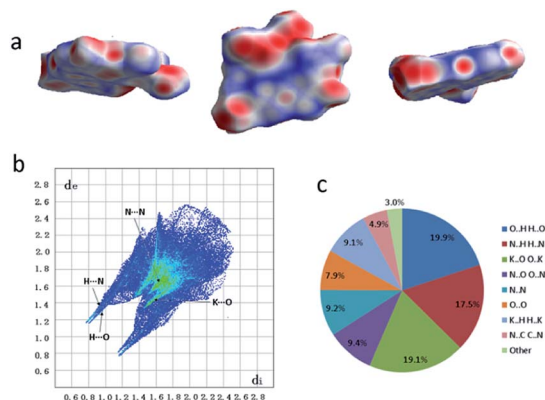 a
b
de
2.8
2.6
2.4
2.2
2.0
1.8
1.6
1.4
1.2
1.0
0.8
0.6
N···N
H···N
H···O
K···O
di
0.6 0.8 1.0 1.2 1.4 1.6 1.8 2.0 2.2 2.4 2.6 2.8
c
3.0%
4.9%
9.1%
7.9%
9.2%
9.4%
19.1%
17.5%
19.9%
O..H H..O
N..H H..N
K..O O..K
N..O O..N
N..N
O..O
K..H H..K
N..C C..N
Other